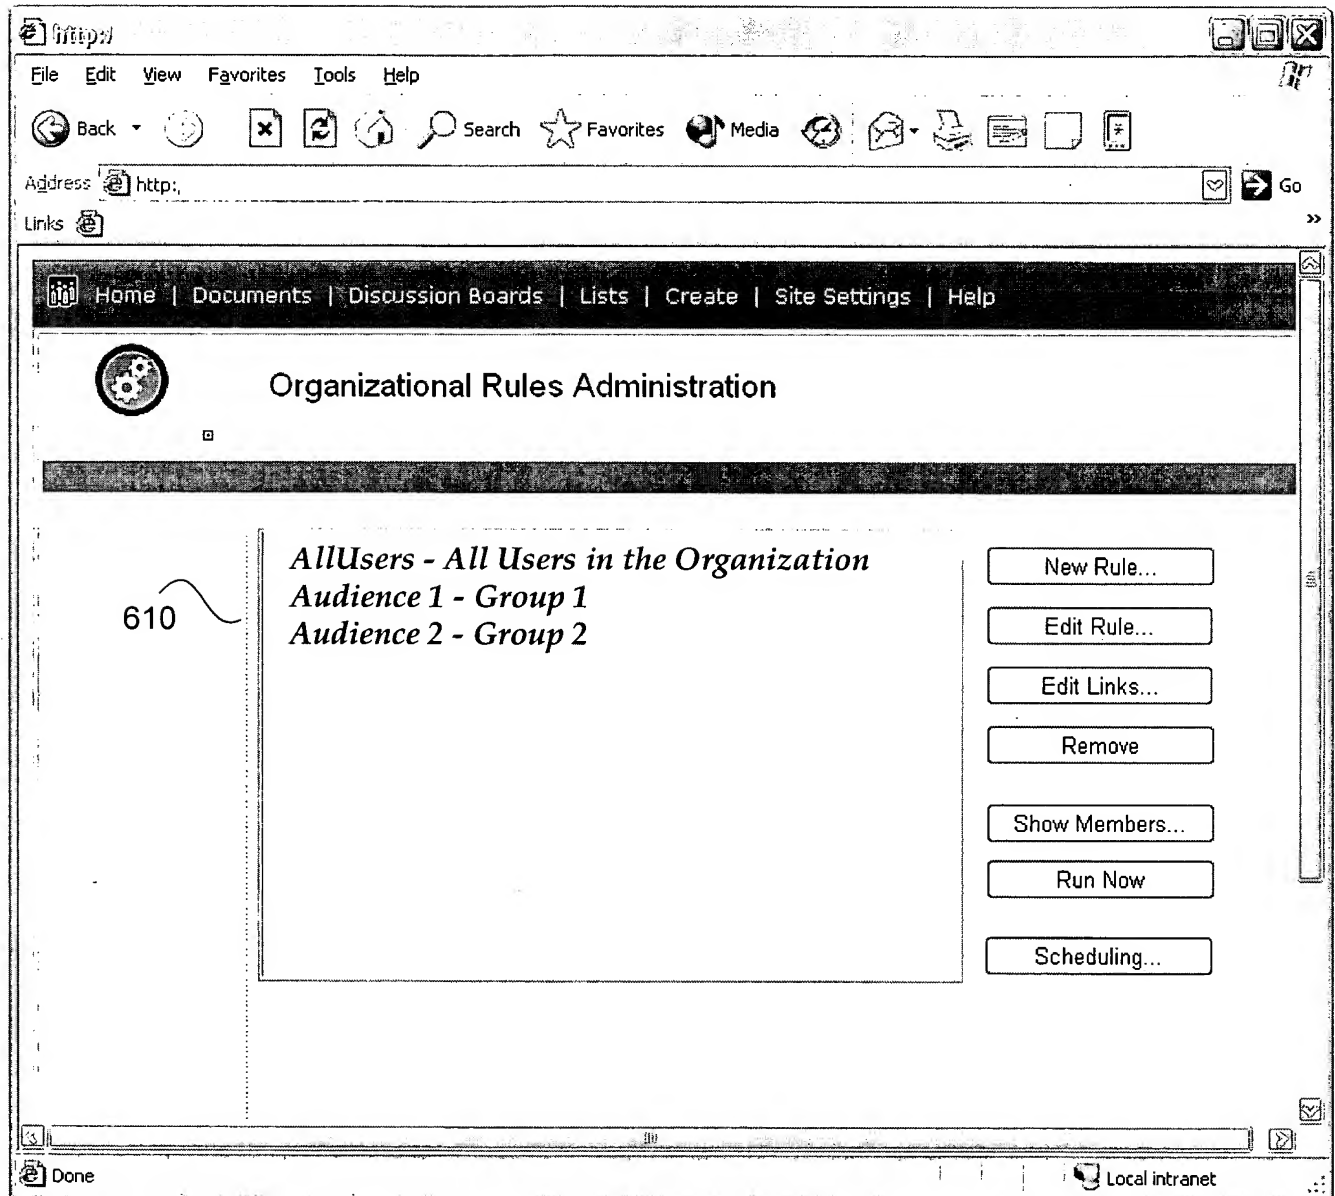 http:/
File Edit View Favorites Tools Help
Back Search Favorites Media
Address http:, Go
Links »
Home | Documents | Discussion Boards | Lists | Create | Site Settings | Help
Organizational Rules Administration
AllUsers - All Users in the Organization
Audience 1 - Group 1
Audience 2 - Group 2
610
New Rule...
Edit Rule...
Edit Links...
Remove
Show Members...
Run Now
Scheduling...
Done Local intranet